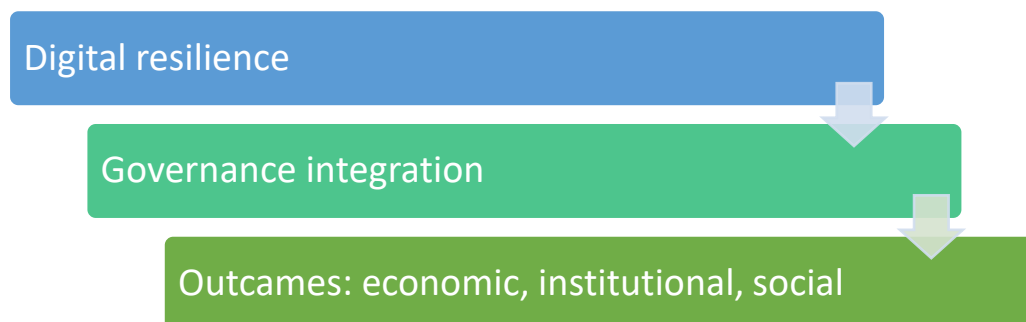 Digital resilience
Governance integration
Outcames: economic, institutional, social